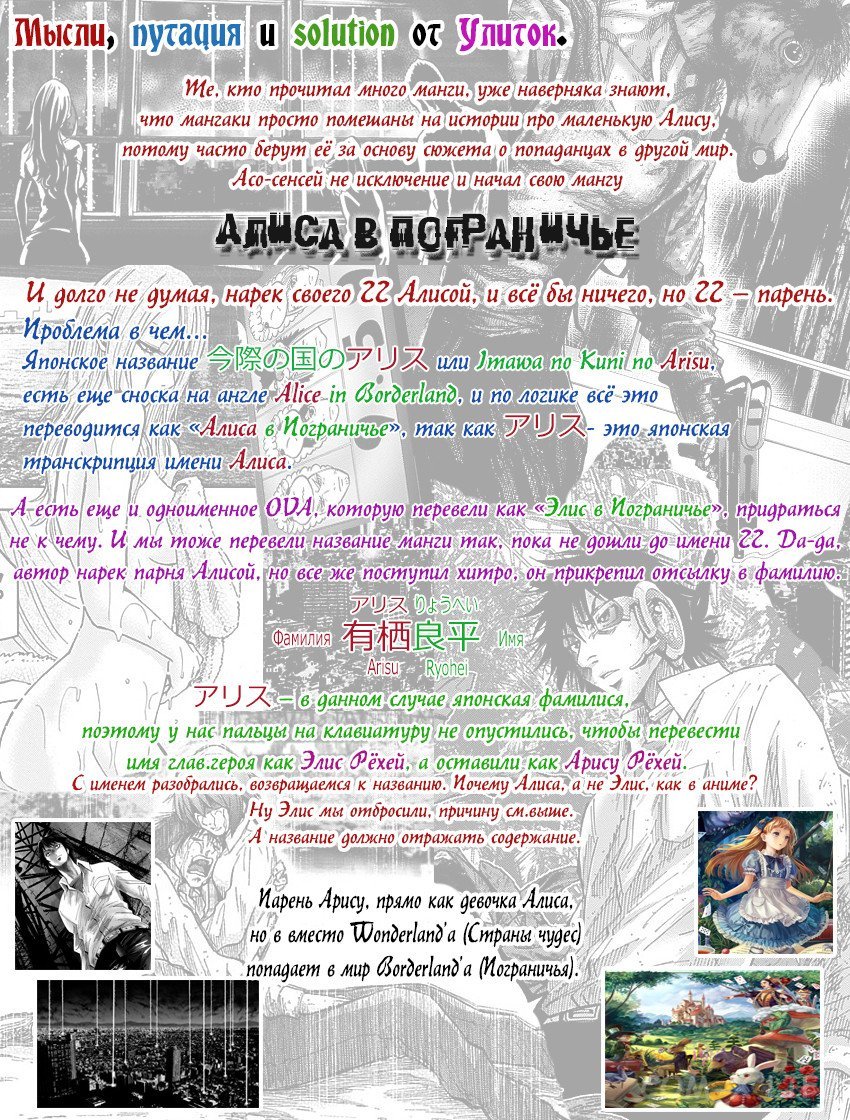 Мысли, путация и solution от Улиток.
Те, кто прочитал много манги, уже наверняка знают,
что мангаки просто помешаны на истории про маленькую Алису,
потому часто берут её за основу сюжета о попаданцах в другой мир.
Асо-сенсей не исключение и начал свою мангу
АЛИСА В ПОГРАНИЧЬЕ
И долго не думая, нарек своего ГГ Алисой, и всё бы ничего, но ГГ – парень.
Проблема в чем...
Японское название 今際の国のアリス или Imawa no Kuni no Arisu,
есть еще сноска на англе Alice in Borderland, и по логике всё это
переводится как «Алиса в Пограничье», так как アリス- это японская
транскрипция имени Алиса.
А есть еще и одноименное OVA, которую перевели как «Элис в Пограничье», придраться
не к чему. И мы тоже перевели название манги так, пока не дошли до имени ГГ. Да-да,
автор нарек парня Алисой, но все же поступил хитро, он прикрепил отсылку в фамилию.
アリス りょうへい
Фамилия 有栖良平 Имя
Arisu Ryohei
アリス – в данном случае японская фамилися,
поэтому у нас пальцы на клавиатуру не опустились, чтобы перевести
имя глав.героя как Элис Рёхей, а оставили как Арису Рёхей.
С именем разобрались, возвращаемся к названию. Почему Алиса, а не Элис, как в аниме?
Ну Элис мы отбросили, причину см.выше.
А название должно отражать содержание.
Парень Арису, прямо как девочка Алиса,
но в вместо Wonderland'а (Страны чудес)
попадает в мир Borderland'а (Пограничья).